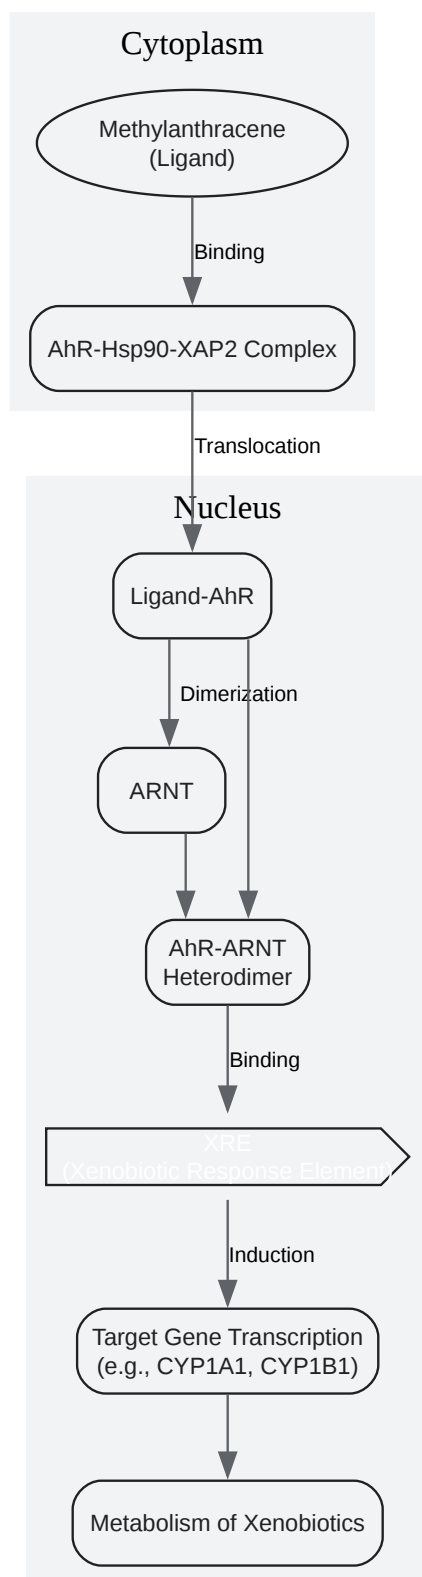 Cytoplasm
Methylanthracene
(Ligand)
Binding
AhR-Hsp90-XAP2 Complex
Translocation
Nucleus
Ligand-AhR
Dimerization
ARNT
AhR-ARNT
Heterodimer
Binding
XRE
(Xenobiotic Response Element)
Induction
Target Gene Transcription
(e.g., CYP1A1, CYP1B1)
Metabolism of Xenobiotics